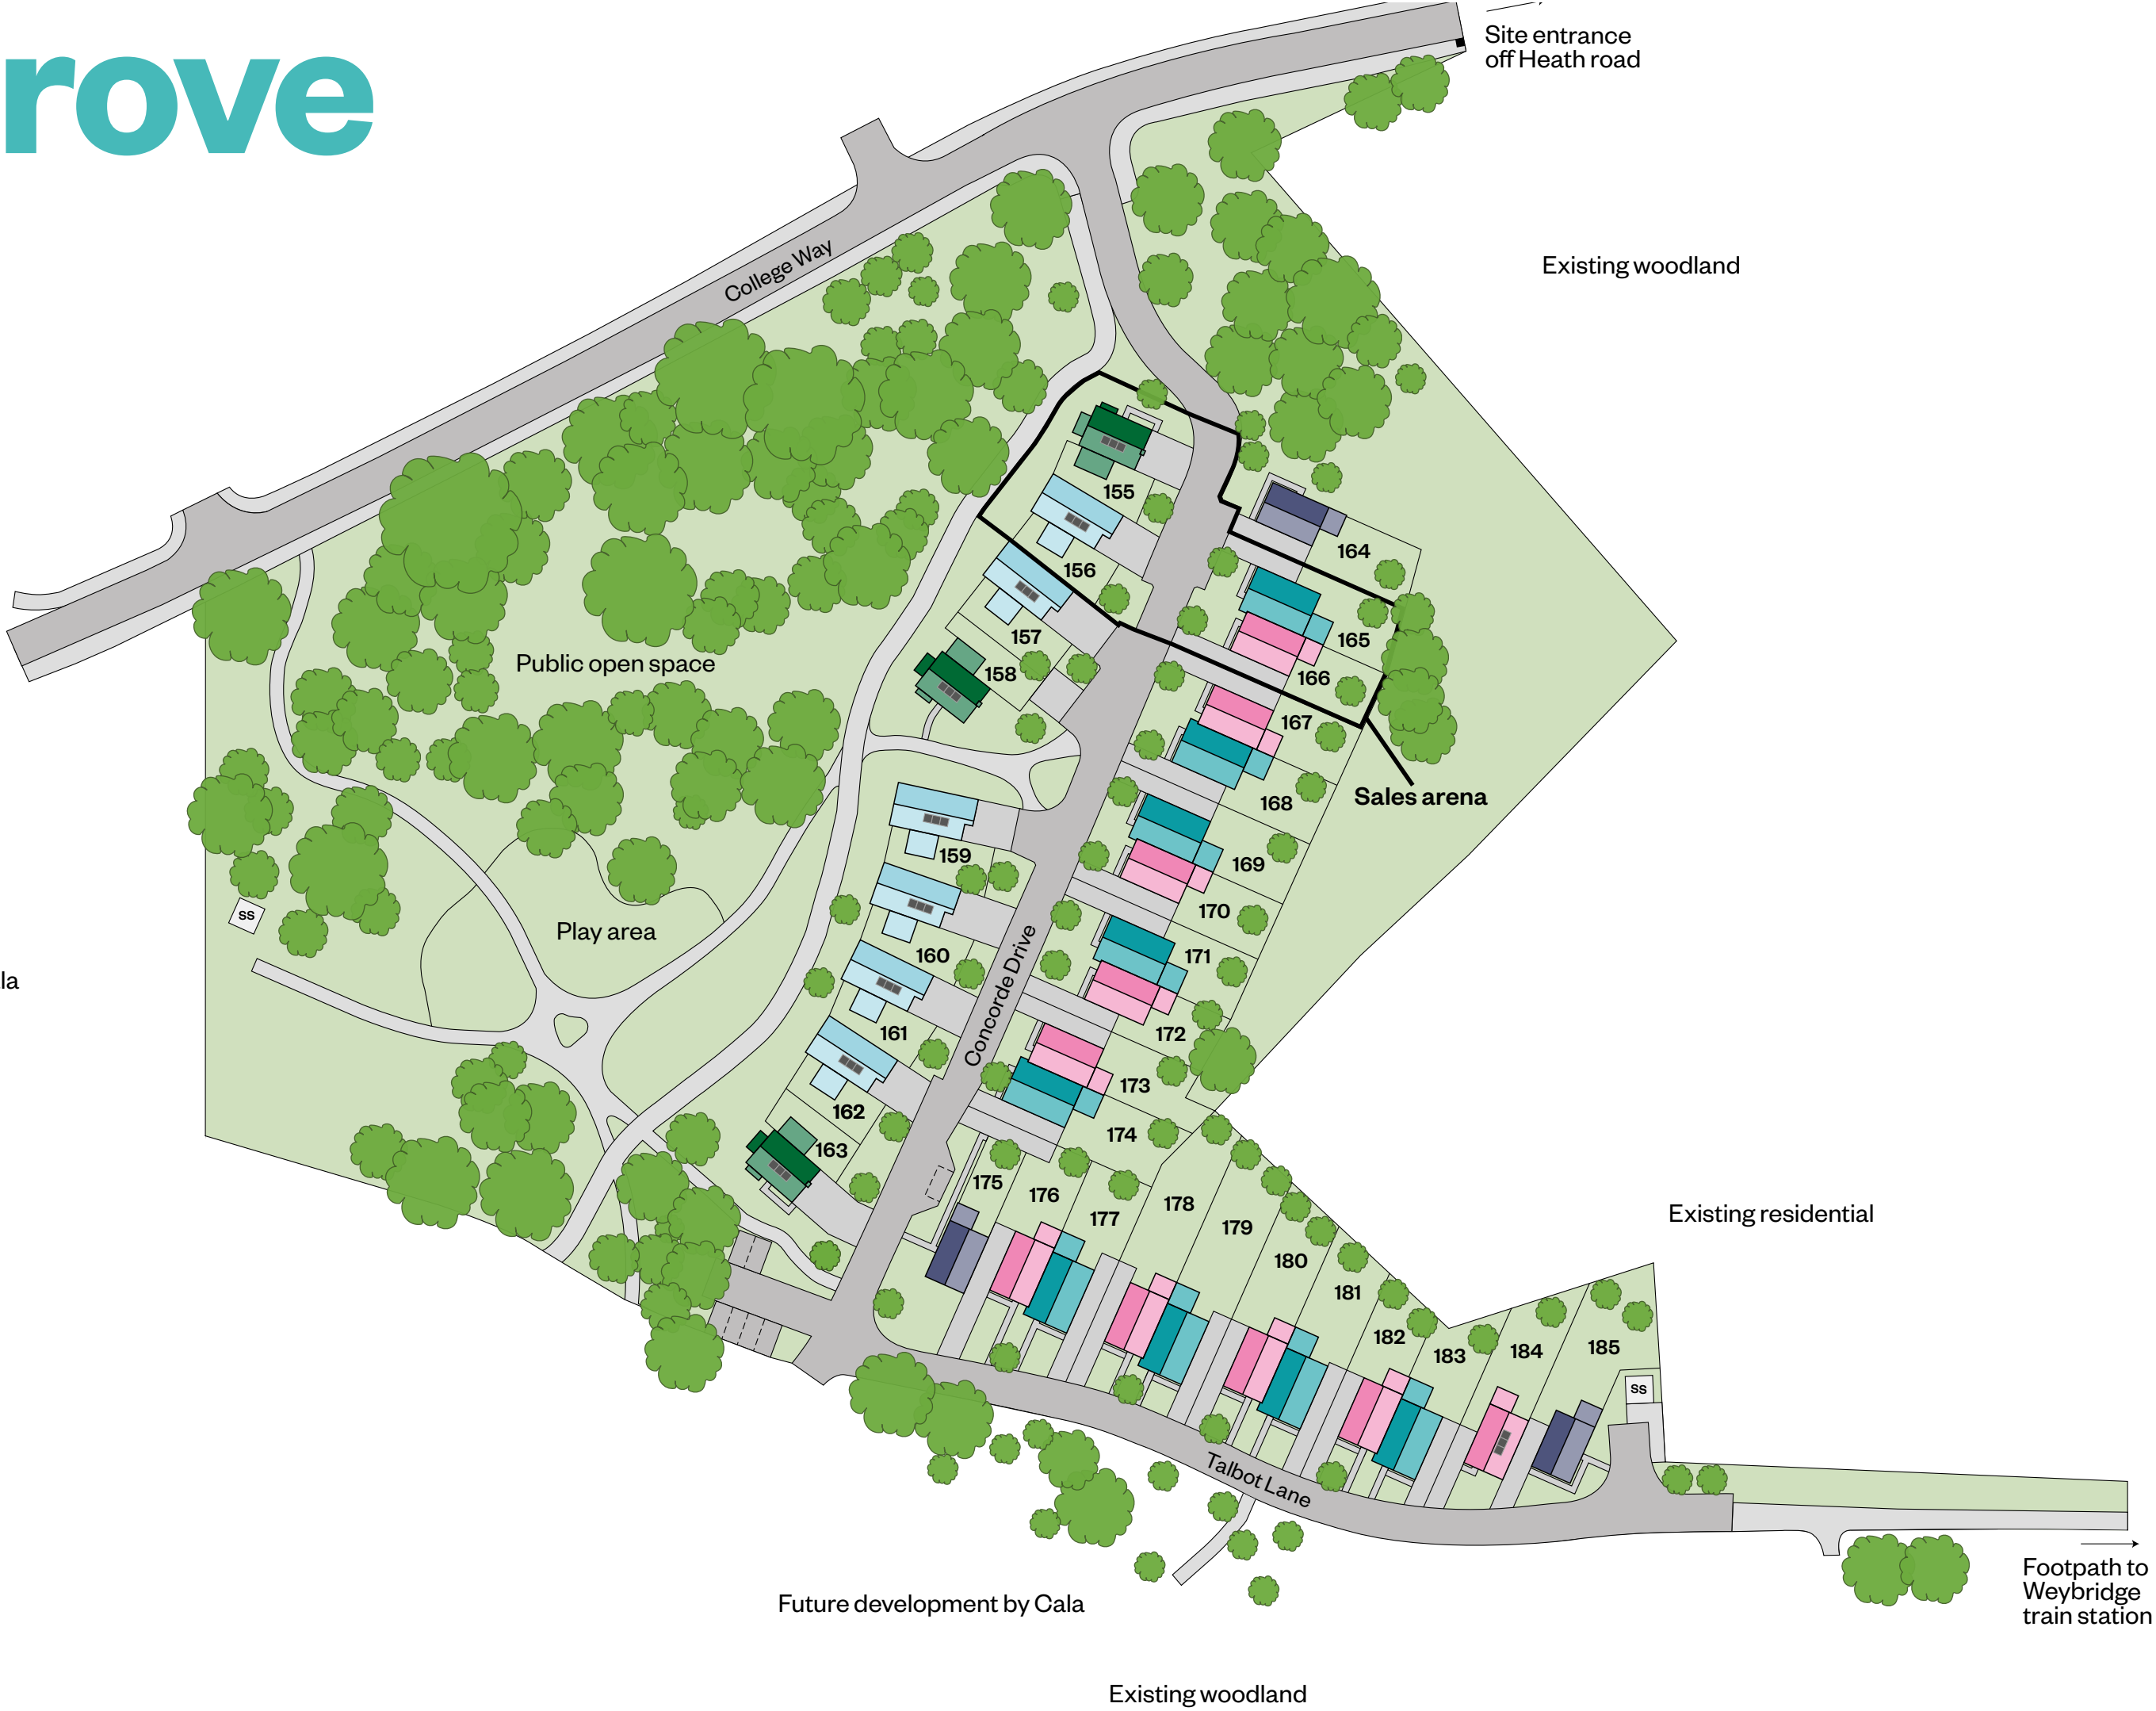 rove
Site entrance
off Heath road
College Way
Existing woodland
155
156
164
157
165
Public open space
158
166
167
168
Sales arena
159
169
170
ss
Play area
160
171
la
Concorde Drive
161
172
173
162
174
163
175
176
178
177
179
Existing residential
180
181
182
183
184
185
ss
Talbot Lane
Footpath to
Weybridge
train station
Future development by Cala
Existing woodland